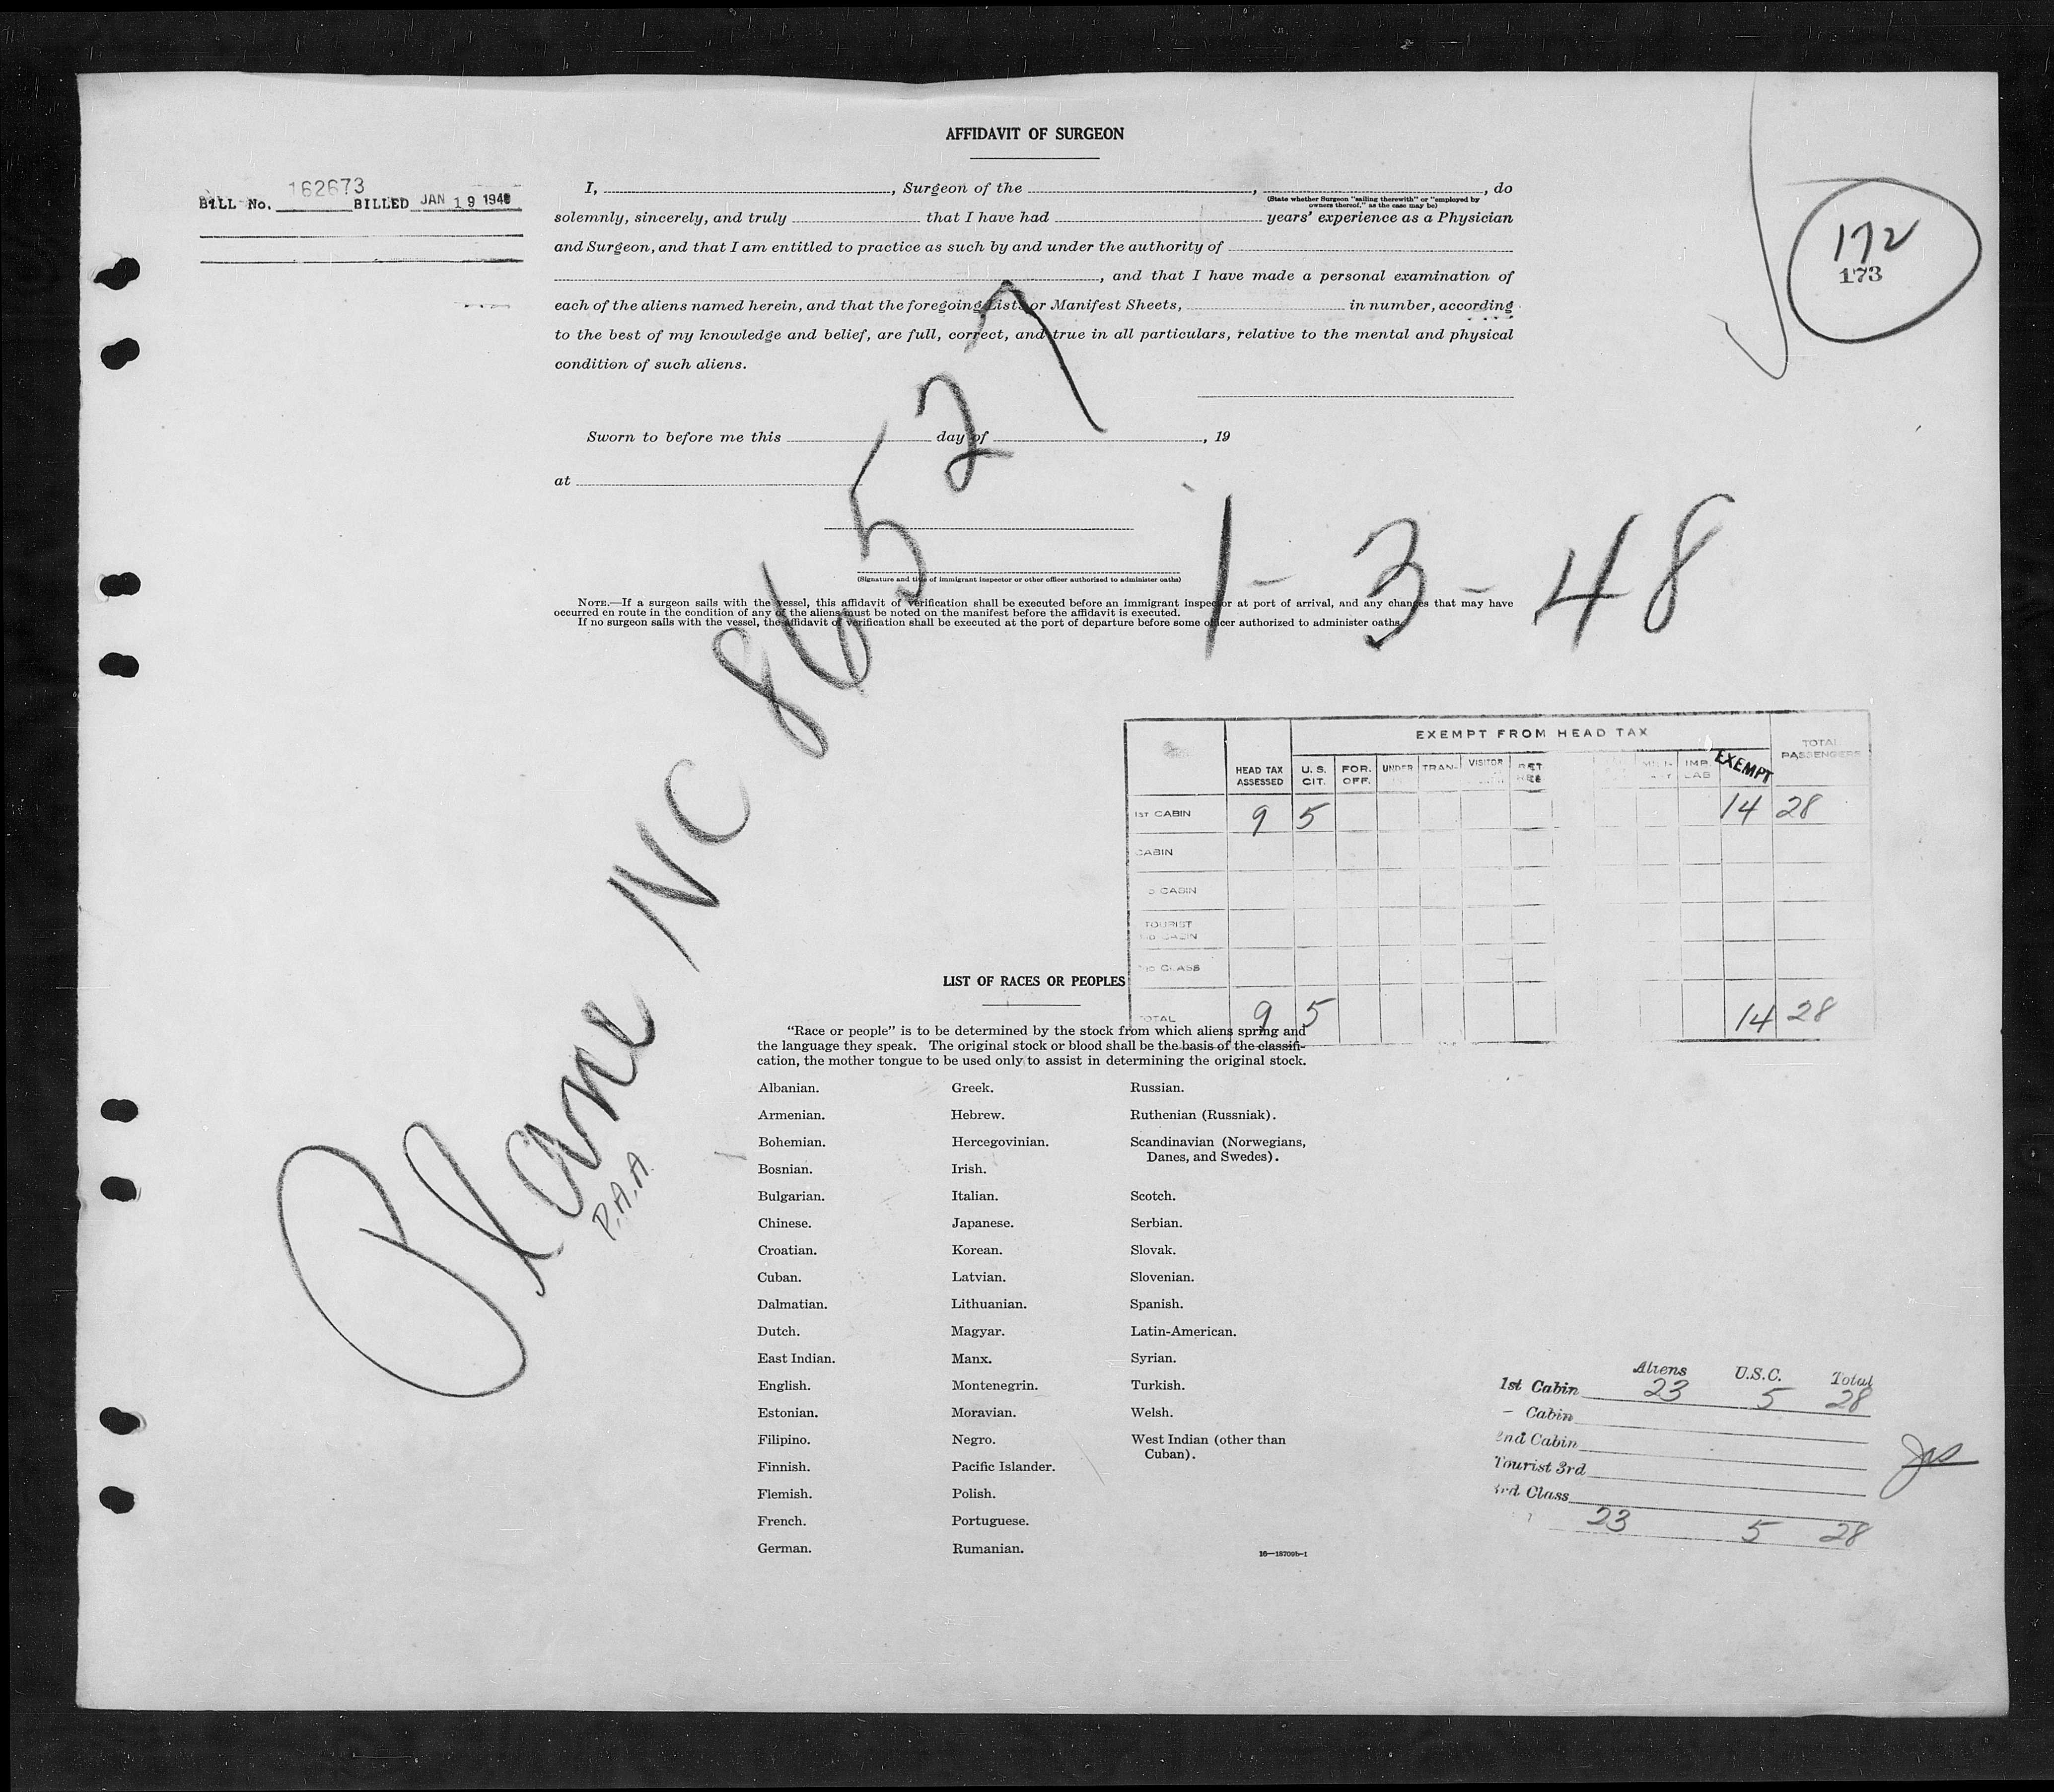 AFFIDAVIT OF SURGEON
BILL No. 162673 BILLED JAN 19 1948
172
173
I, , Surgeon of the , , do
(State whether Surgeon "sailing therewith" or "employed by
owners thereof," as the case may be)
solemnly, sincerely, and truly that I have had years' experience as a Physician
and Surgeon, and that I am entitled to practice as such by and under the authority of
, and that I have made a personal examination of
each of the aliens named herein, and that the foregoing Lists or Manifest Sheets, in number, according
to the best of my knowledge and belief, are full, correct, and true in all particulars, relative to the mental and physical
condition of such aliens.
Sworn to before me this day of , 19
at
(Signature and title of immigrant inspector or other officer authorized to administer oaths)
NOTE.—If a surgeon sails with the vessel, this affidavit of verification shall be executed before an immigrant inspector at port of arrival, and any changes that may have
occurred en route in the condition of any of the aliens must be noted on the manifest before the affidavit is executed.
If no surgeon sails with the vessel, the affidavit of verification shall be executed at the port of departure before some officer authorized to administer oaths.
Plane NC 86527
P.A.A.
1-3-48
EXEMPT FROM HEAD TAX
TOTAL PASSENGERS
HEAD TAX ASSESSED U. S. CIT. FOR. OFF. UNDER TRAN- VISITOR IMP. LAB EXEMPT
1ST CABIN 9 5 14 28
CABIN
CABIN
TOURIST
CABIN
CLASS
TOTAL 9 5 14 28
LIST OF RACES OR PEOPLES
"Race or people" is to be determined by the stock from which aliens spring and
the language they speak. The original stock or blood shall be the basis of the classifi-
cation, the mother tongue to be used only to assist in determining the original stock.
Albanian. Greek. Russian.
Armenian. Hebrew. Ruthenian (Russniak).
Bohemian. Hercegovinian. Scandinavian (Norwegians,
Danes, and Swedes).
Bosnian. Irish.
Bulgarian. Italian. Scotch.
Chinese. Japanese. Serbian.
Croatian. Korean. Slovak.
Cuban. Latvian. Slovenian.
Dalmatian. Lithuanian. Spanish.
Dutch. Magyar. Latin-American.
East Indian. Manx. Syrian.
English. Montenegrin. Turkish.
Estonian. Moravian. Welsh.
Filipino. Negro. West Indian (other than
Cuban).
Finnish. Pacific Islander.
Flemish. Polish.
French. Portuguese.
German. Rumanian.
16—18709b-1
Aliens U.S.C. Total
1st Cabin 23 5 28
Cabin
2nd Cabin
Tourist 3rd
3rd Class
23 5 28